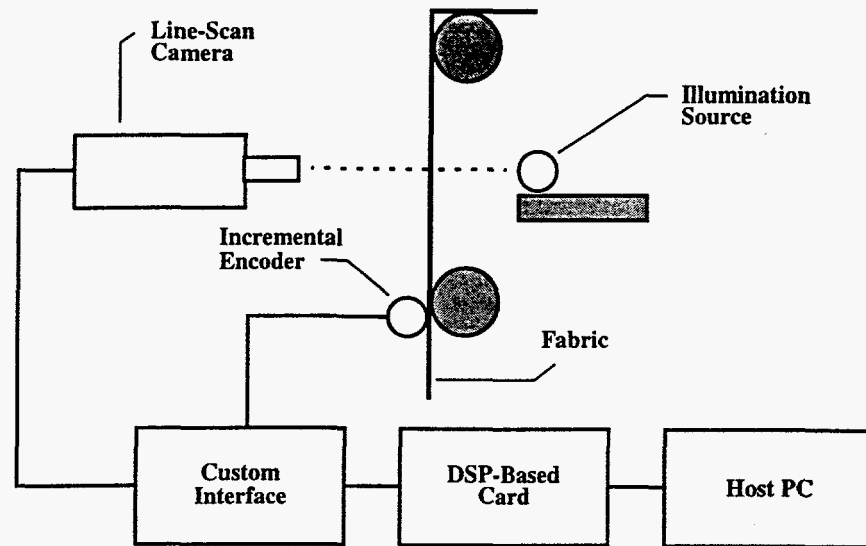 Line-Scan
Camera
Illumination
Source
Incremental
Encoder
Fabric
Custom
Interface
DSP-Based
Card
Host PC